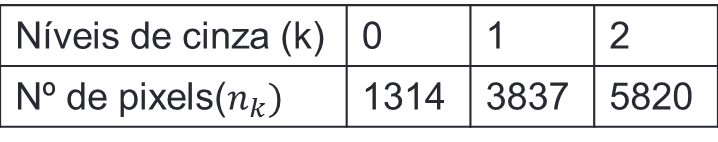 Níveis de cinza (k) 0 1 2
Nº de pixels(n_k) 1314 3837 5820